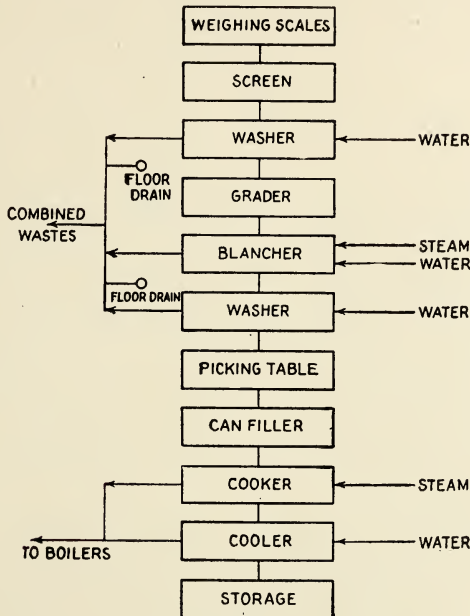 WEIGHING SCALES
SCREEN
WASHER
WATER
FLOOR
DRAIN
GRADER
COMBINED
WASTES
STEAM
BLANCHER
WATER
FLOOR DRAIN
WASHER
WATER
PICKING TABLE
CAN FILLER
COOKER
STEAM
TO BOILERS
COOLER
WATER
STORAGE